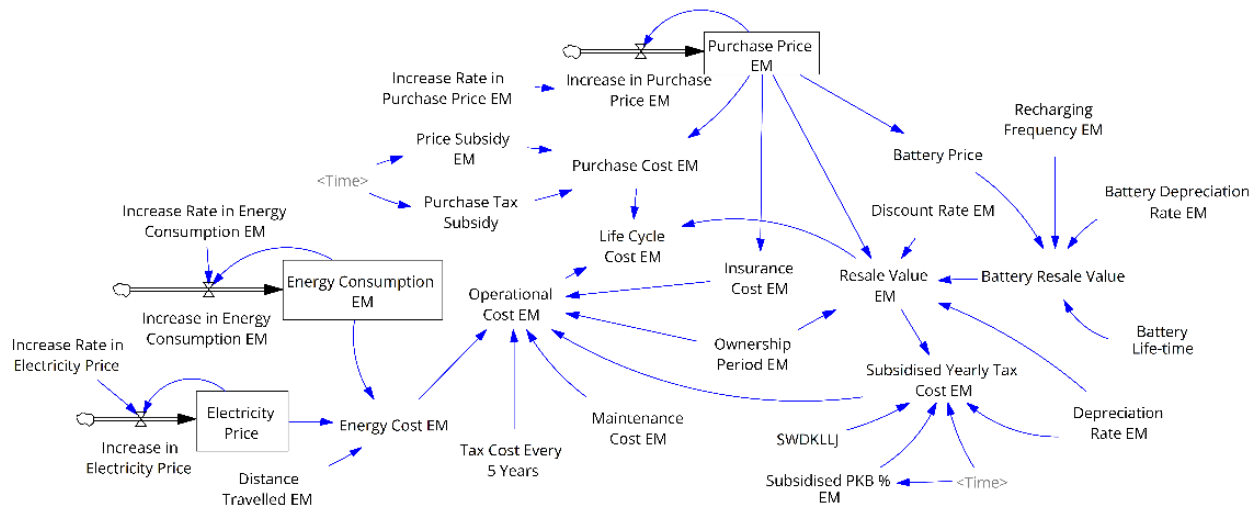 Purchase Price
EM
Increase Rate in
Purchase Price EM
Increase in Purchase
Price EM
Recharging
Frequency EM
Price Subsidy
EM
Purchase Cost EM
Battery Price
<Time>
Purchase Tax
Subsidy
Battery Depreciation
Rate EM
Increase Rate in Energy
Consumption EM
Discount Rate EM
Life Cycle
Cost EM
Energy Consumption
EM
Insurance
Cost EM
Resale Value
EM
Battery Resale Value
Operational
Cost EM
Increase in Energy
Consumption EM
Ownership
Period EM
Battery
Life-time
Increase Rate in
Electricity Price
Subsidised Yearly Tax
Cost EM
Electricity
Price
Energy Cost EM
Maintenance
Cost EM
Depreciation
Rate EM
Increase in
Electricity Price
Tax Cost Every
5 Years
SWDKLLJ
Distance
Travelled EM
Subsidised PKB %
EM
<Time>